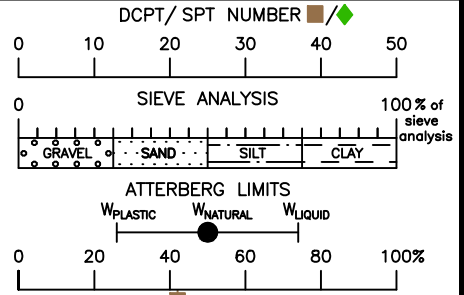 DCPT/ SPT NUMBER /
0 10 20 30 40 50
SIEVE ANALYSIS
0 100% of
sieve
analysis
GRAVEL SAND SILT CLAY
ATTERBERG LIMITS
WPLASTIC WNATURAL WLIQUID
0 20 40 60 80 100%